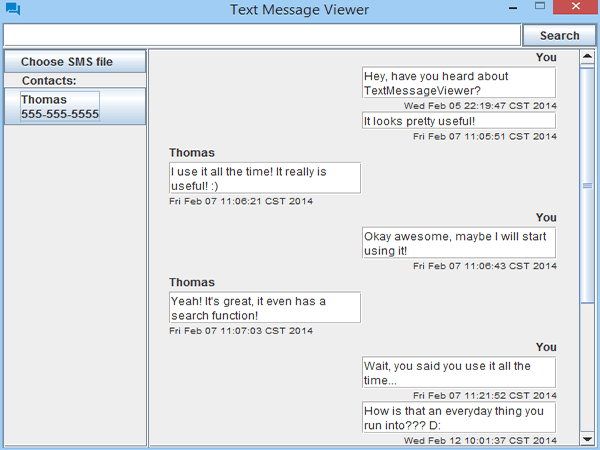 Text Message Viewer
Search
Choose SMS file
Contacts:
Thomas
555-555-5555
You
Hey, have you heard about
TextMessageViewer?
Wed Feb 05 22:19:47 CST 2014
It looks pretty useful!
Fri Feb 07 11:05:51 CST 2014
Thomas
I use it all the time! It really is
useful! :)
Fri Feb 07 11:06:21 CST 2014
You
Okay awesome, maybe I will start
using it!
Fri Feb 07 11:06:43 CST 2014
Thomas
Yeah! It's great, it even has a
search function!
Fri Feb 07 11:07:03 CST 2014
You
Wait, you said you use it all the
time...
Fri Feb 07 11:21:52 CST 2014
How is that an everyday thing you
run into??? D:
Wed Feb 12 10:01:37 CST 2014